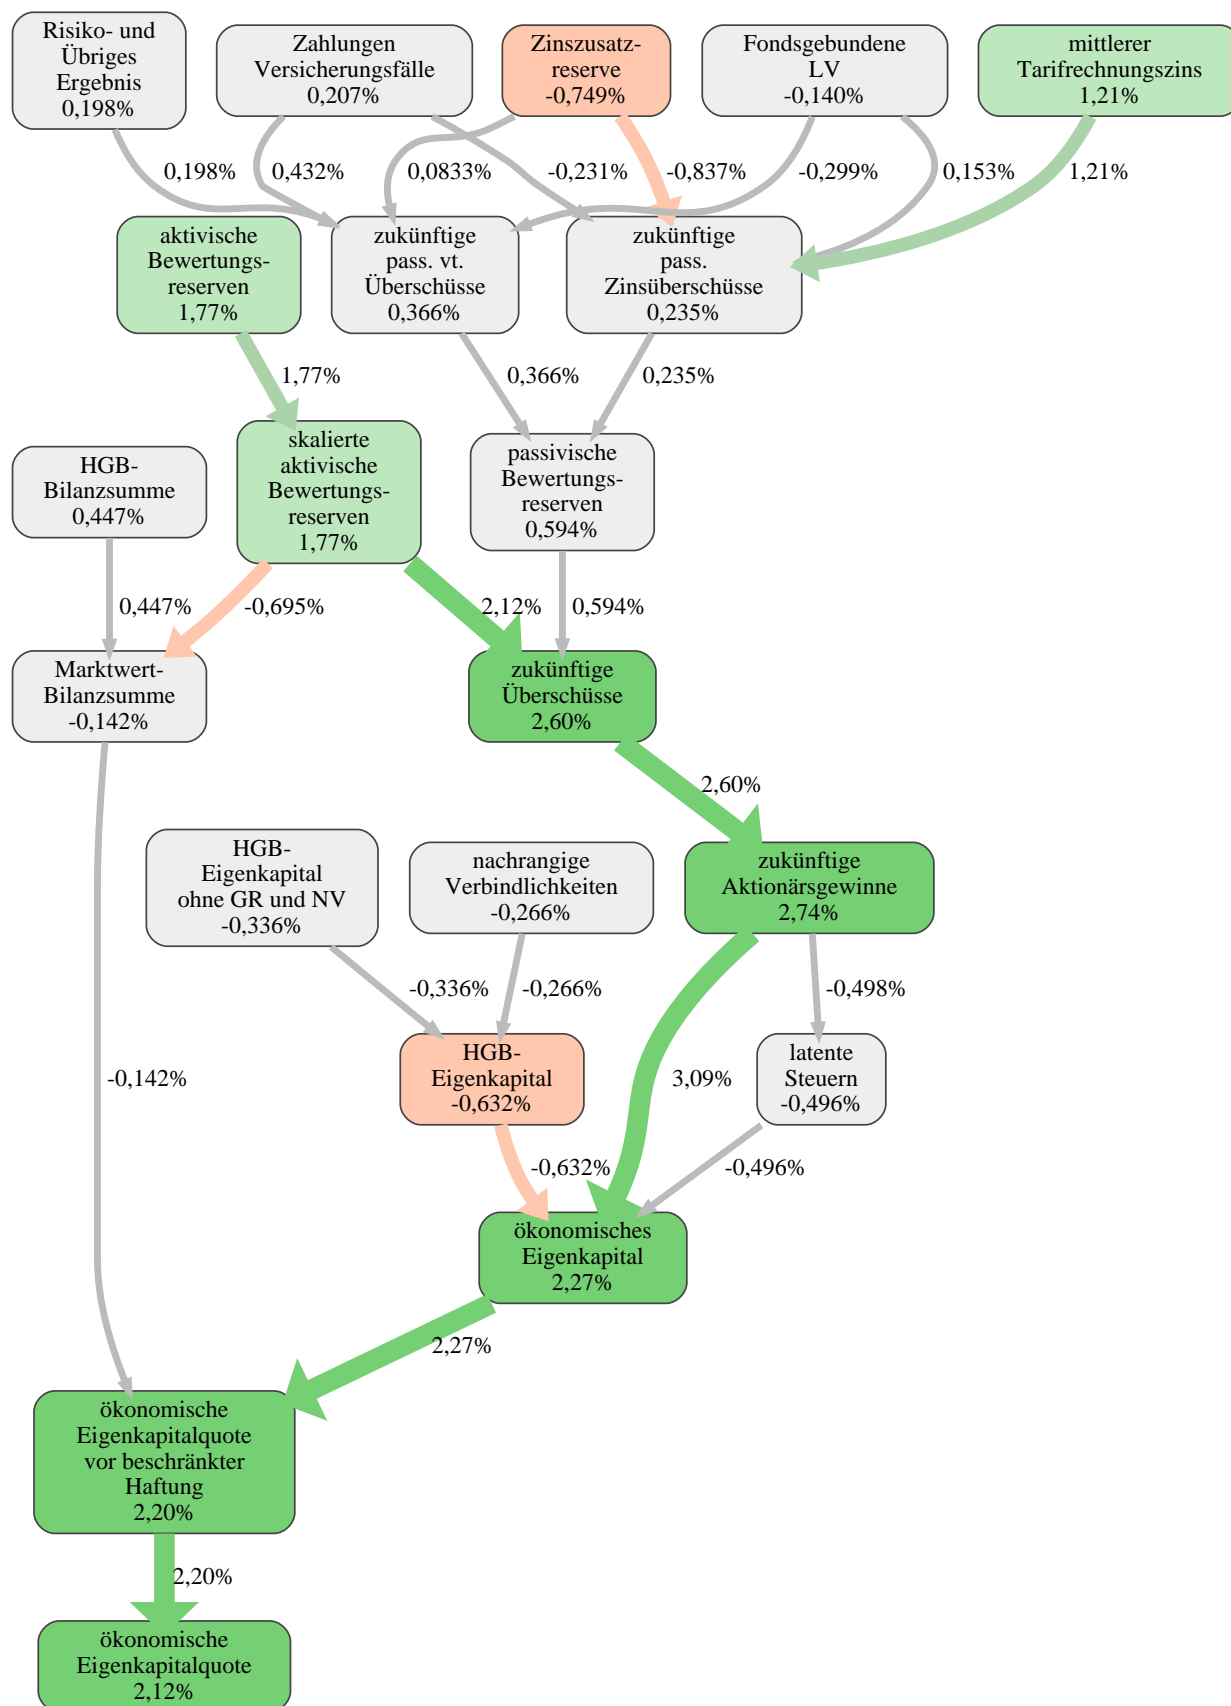 Risiko- und
Übriges
Ergebnis
0,198%
Zahlungen
Versicherungsfälle
0,207%
Zinszusatz-
reserve
-0,749%
Fondsgebundene
LV
-0,140%
mittlerer
Tarifrechnungszins
1,21%
0,198%
0,432%
0,0833%
-0,231%
-0,837%
-0,299%
0,153%
1,21%
aktivische
Bewertungs-
reserven
1,77%
zukünftige
pass. vt.
Überschüsse
0,366%
zukünftige
pass.
Zinsüberschüsse
0,235%
1,77%
0,366%
0,235%
HGB-
Bilanzsumme
0,447%
skalierte
aktivische
Bewertungs-
reserven
1,77%
passivische
Bewertungs-
reserven
0,594%
0,447%
-0,695%
2,12%
0,594%
Marktwert-
Bilanzsumme
-0,142%
zukünftige
Überschüsse
2,60%
2,60%
HGB-
Eigenkapital
ohne GR und NV
-0,336%
nachrangige
Verbindlichkeiten
-0,266%
zukünftige
Aktionärsgewinne
2,74%
-0,336%
-0,266%
-0,498%
-0,142%
HGB-
Eigenkapital
-0,632%
3,09%
latente
Steuern
-0,496%
-0,632%
-0,496%
ökonomisches
Eigenkapital
2,27%
2,27%
ökonomische
Eigenkapitalquote
vor beschränkter
Haftung
2,20%
2,20%
ökonomische
Eigenkapitalquote
2,12%